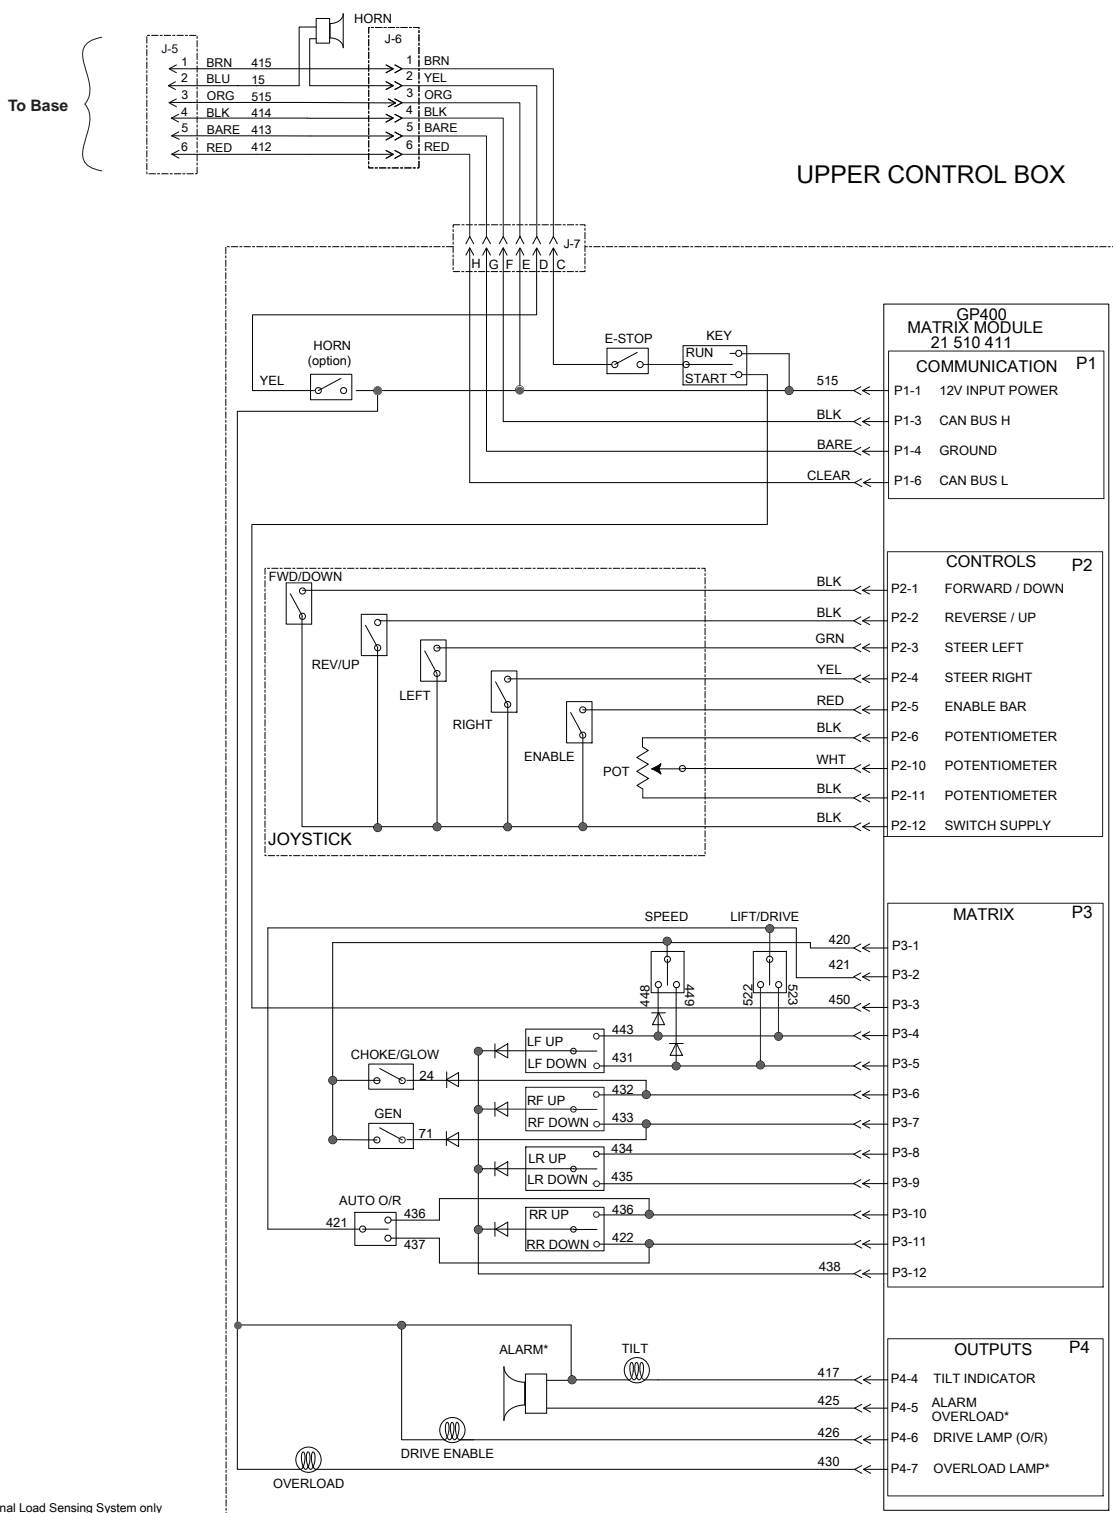 HORN
J-5
J-6
1 BRN 415
1 BRN
2 BLU 15
2 YEL
3 ORG 515
3 ORG
4 BLK 414
4 BLK
5 BARE 413
5 BARE
6 RED 412
6 RED
To Base
UPPER CONTROL BOX
J-7
H G F E D C
GP400
MATRIX MODULE
21 510 411
HORN
(option)
YEL
E-STOP
KEY
RUN
START
COMMUNICATION P1
515 P1-1 12V INPUT POWER
BLK P1-3 CAN BUS H
BARE P1-4 GROUND
CLEAR P1-6 CAN BUS L
CONTROLS P2
FWD/DOWN
BLK P2-1 FORWARD / DOWN
BLK P2-2 REVERSE / UP
REV/UP
GRN P2-3 STEER LEFT
LEFT
YEL P2-4 STEER RIGHT
RIGHT
RED P2-5 ENABLE BAR
ENABLE
BLK P2-6 POTENTIOMETER
POT
WHT P2-10 POTENTIOMETER
BLK P2-11 POTENTIOMETER
BLK P2-12 SWITCH SUPPLY
JOYSTICK
MATRIX P3
SPEED
LIFT/DRIVE
420 P3-1
421 P3-2
448
449
522
523
450 P3-3
LF UP 443 P3-4
LF DOWN 431 P3-5
CHOKE/GLOW
24
RF UP 432 P3-6
RF DOWN 433 P3-7
GEN
71
LR UP 434 P3-8
LR DOWN 435 P3-9
AUTO O/R
421
436
437
RR UP 436 P3-10
RR DOWN 422 P3-11
438 P3-12
OUTPUTS P4
ALARM*
TILT
417 P4-4 TILT INDICATOR
425 P4-5 ALARM
OVERLOAD*
426 P4-6 DRIVE LAMP (O/R)
DRIVE ENABLE
430 P4-7 OVERLOAD LAMP*
OVERLOAD
nal Load Sensing System only